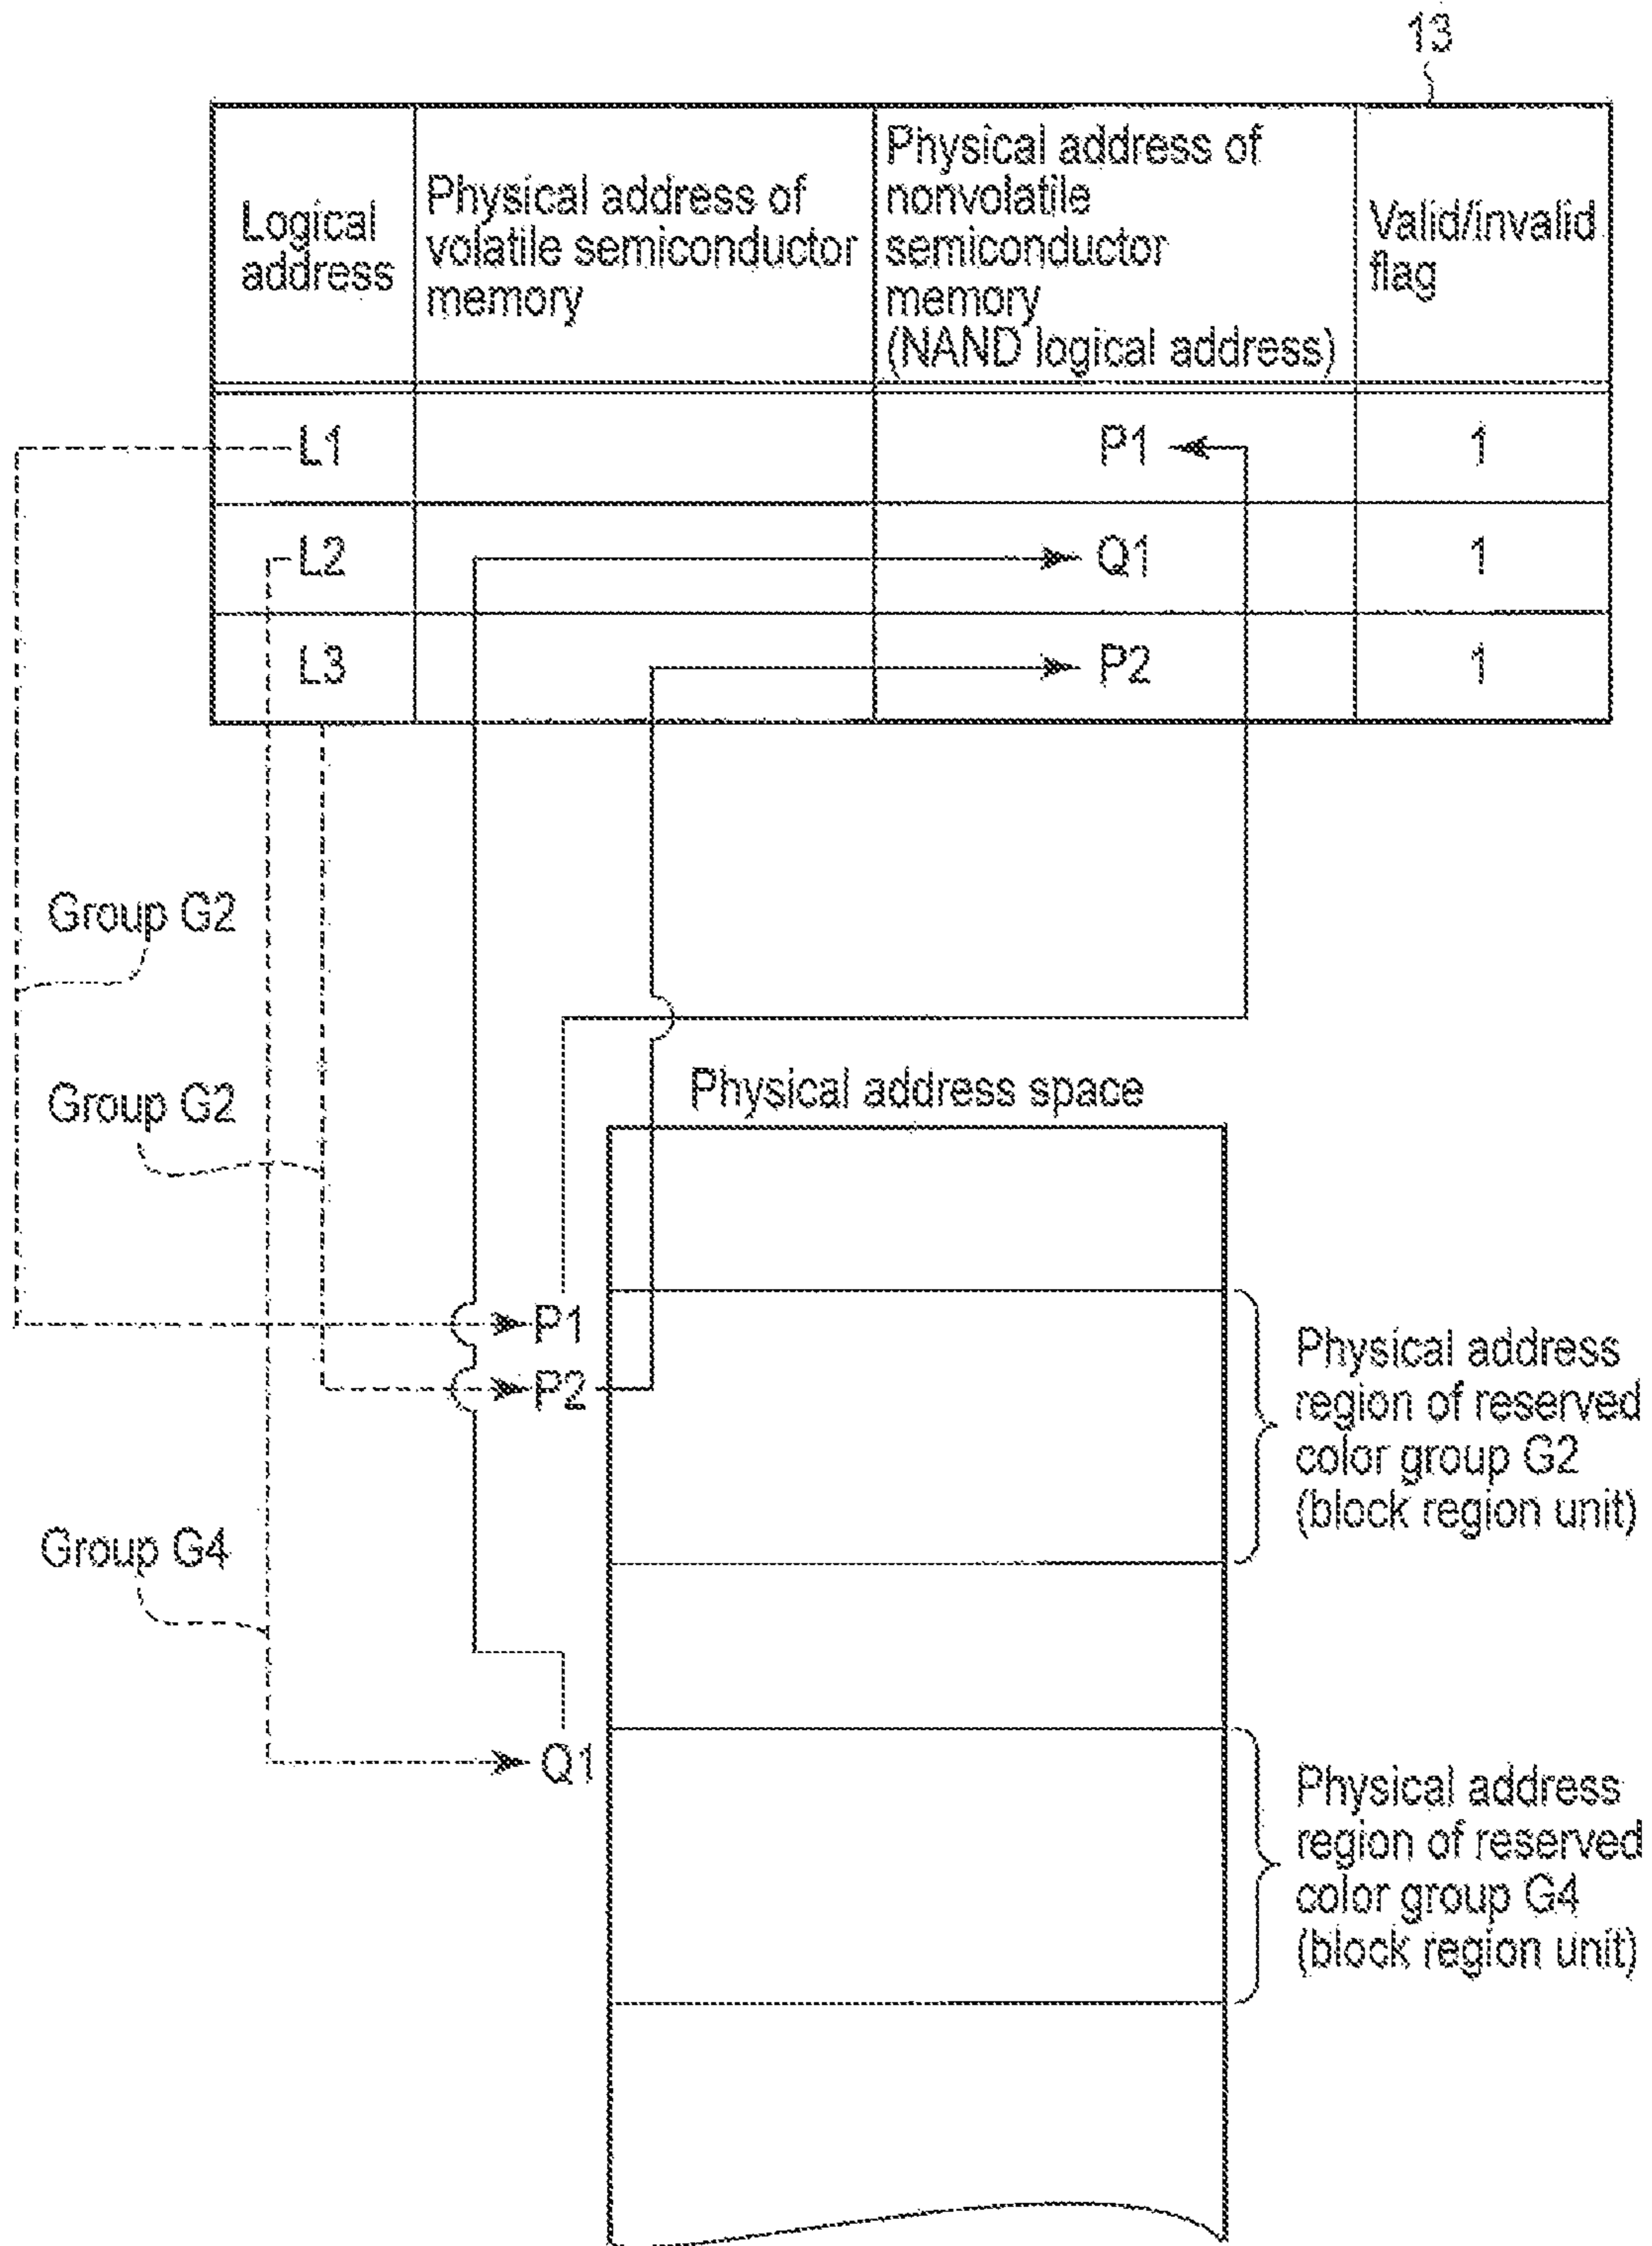 13
Logical
address
Physical address of
volatile semiconductor
memory
Physical address of
nonvolatile
semiconductor
memory
(NAND logical address)
Valid/invalid
flag
L1
P1
1
L2
Q1
1
L3
P2
1
Group G2
Group G2
Physical address space
P1
P2
Physical address
region of reserved
color group G2
(block region unit)
Group G4
Q1
Physical address
region of reserved
color group G4
(block region unit)